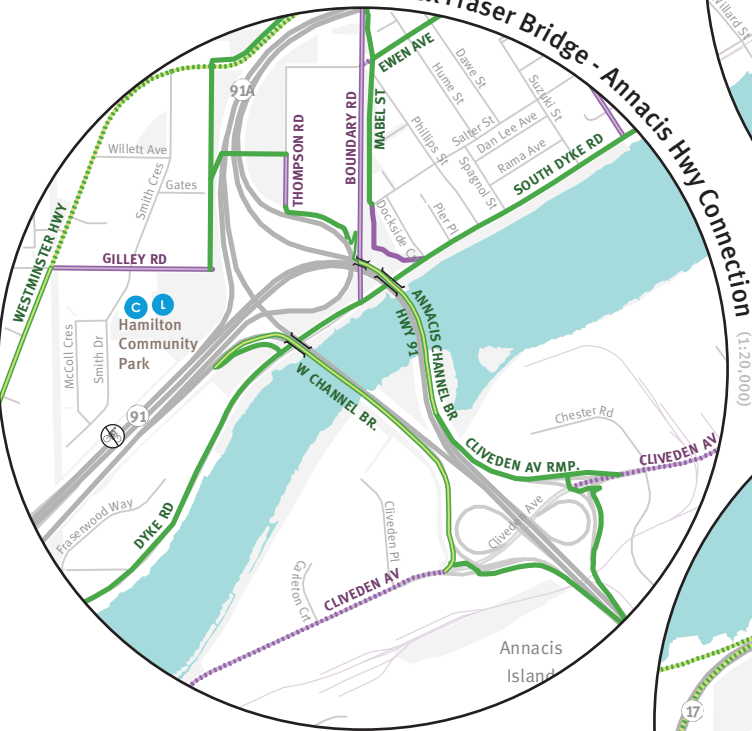 Fraser Bridge - Annacis Hwy Connection
(1:20,000)
Willard St
EWEN AVE
Dawe St
Hume St
Suzuki St
91A
BOUNDARY RD
MABEL ST
THOMPSON RD
Phillips St
Salter St
Dan Lee Ave
Rama Ave
Spagnol St
SOUTH DYKE RD
Willett Ave
Smith Cres
Gates
Pier Pl
Dockside C
WESTMINSTER HWY
GILLEY RD
C
L
Hamilton
Community
Park
McColl Cres
Smith Dr
HWY 91
ANNACIS CHANNEL BR
W CHANNEL BR.
91
Chester Rd
CLIVEDEN AV RMP.
CLIVEDEN AV
Fraserwood Way
DYKE RD
Cliveden Pl
Cliveden Ave
Carleton Crt
CLIVEDEN AV
Annacis
Island
17